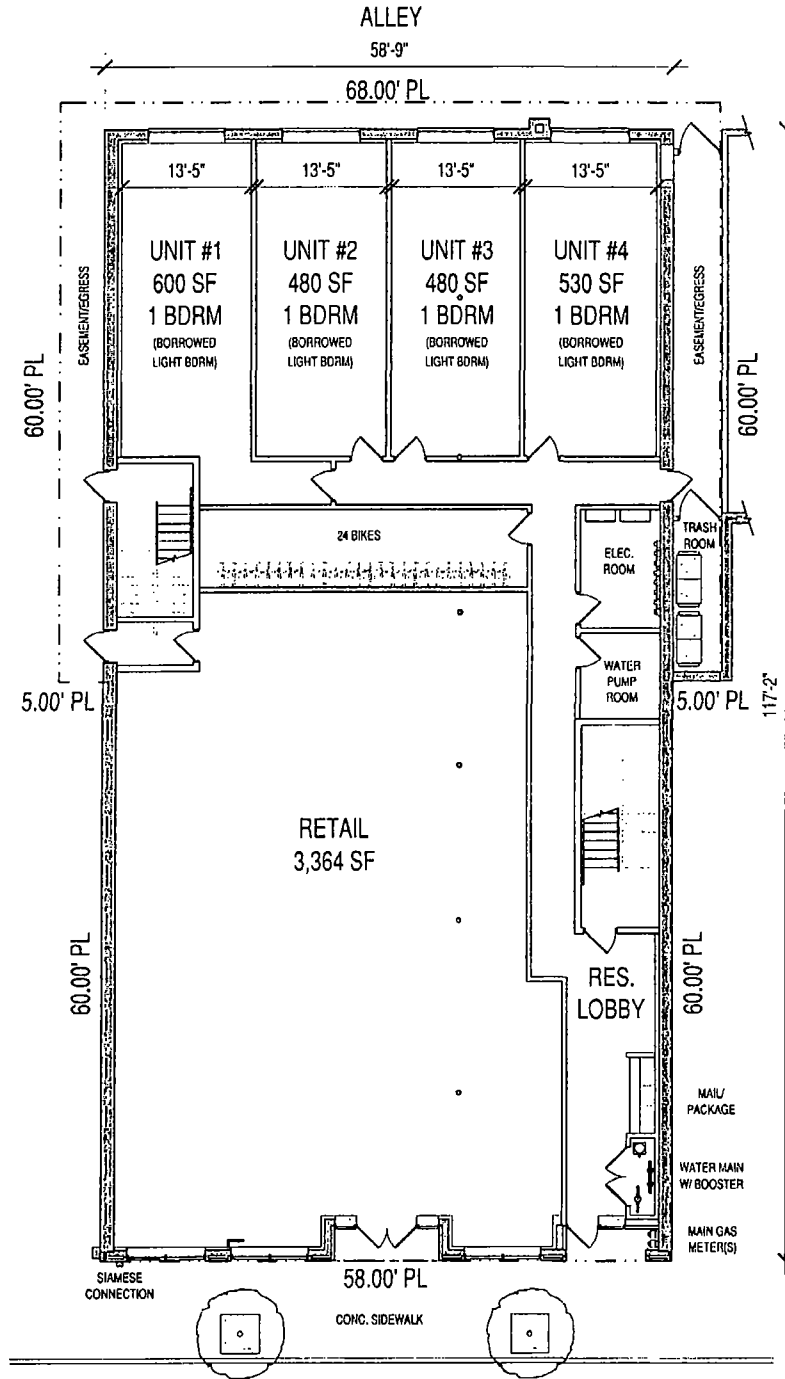 ALLEY
58'-9"
68.00' PL
13'-5"
13'-5"
13'-5"
13'-5"
UNIT #1
600 SF
1 BDRM
(BORROWED
LIGHT BDRM)
UNIT #2
480 SF
1 BDRM
(BORROWED
LIGHT BDRM)
UNIT #3
480 SF
1 BDRM
(BORROWED
LIGHT BDRM)
UNIT #4
530 SF
1 BDRM
(BORROWED
LIGHT BDRM)
EASEMENT/EGRESS
EASEMENT/EGRESS
60.00' PL
60.00' PL
24 BIKES
ELEC.
ROOM
TRASH
ROOM
WATER
PUMP
ROOM
5.00' PL
5.00' PL
117'-2"
RETAIL
3,364 SF
60.00' PL
60.00' PL
RES.
LOBBY
MAIL/
PACKAGE
WATER MAIN
W/ BOOSTER
MAIN GAS
METER(S)
SIAMESE
CONNECTION
58.00' PL
CONC. SIDEWALK